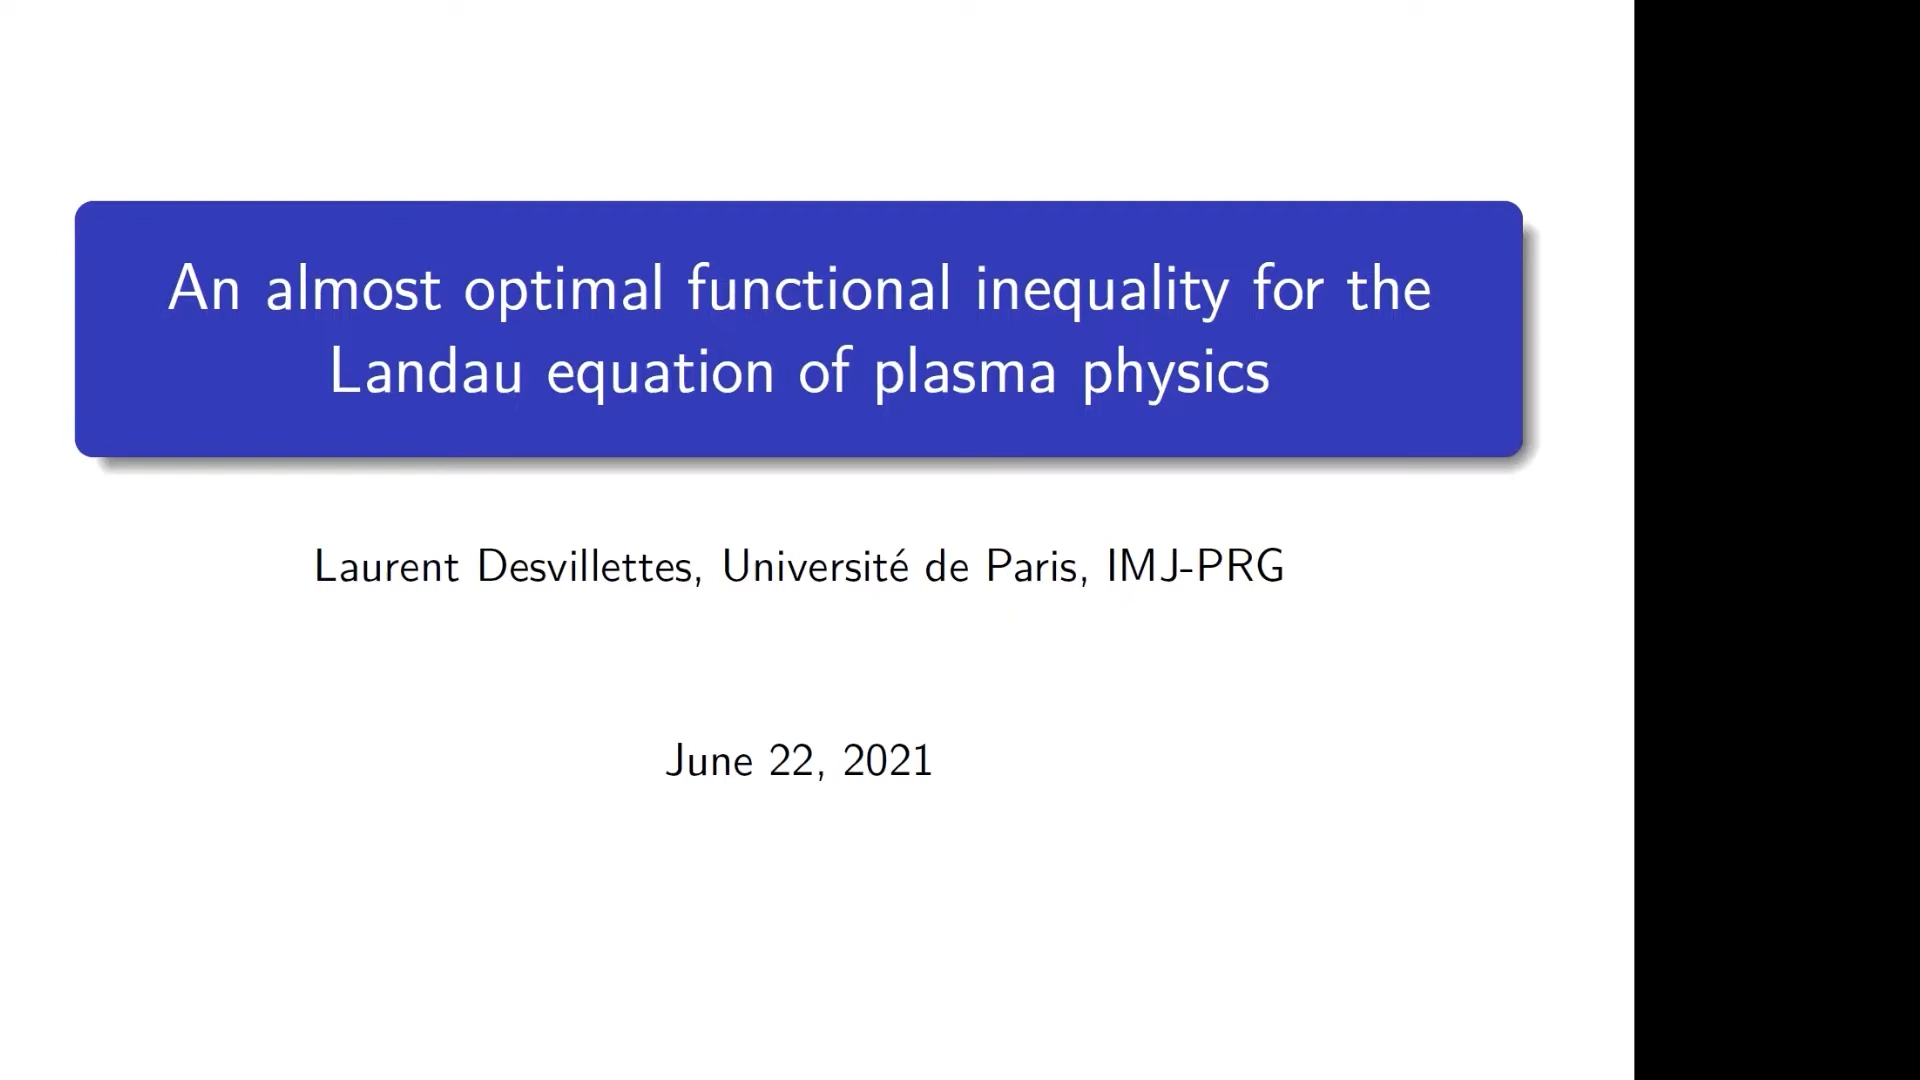 An almost optimal functional inequality for the
Landau equation of plasma physics
Laurent Desvillettes, Université de Paris, IMJ-PRG
June 22, 2021